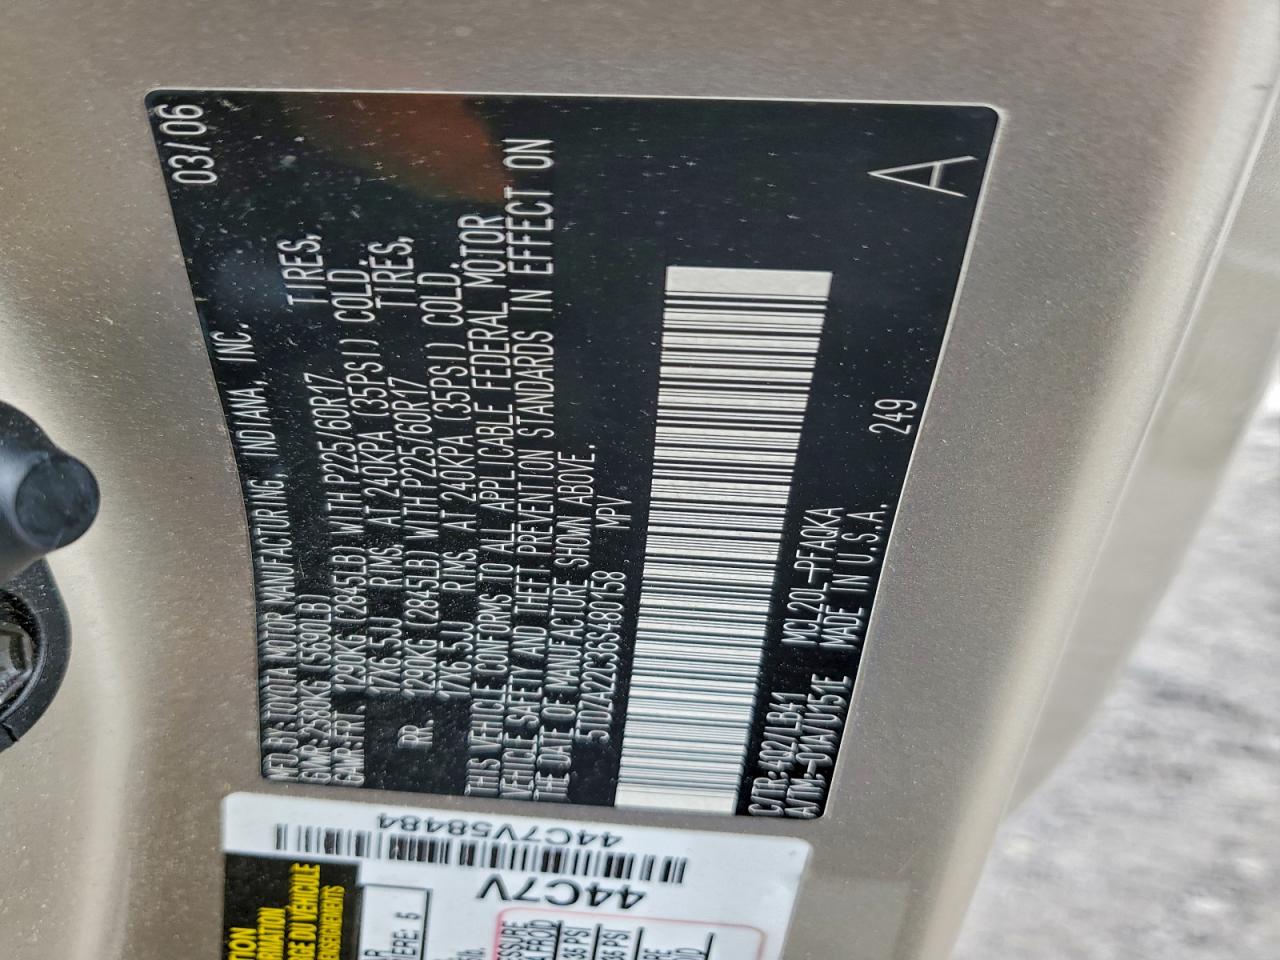 MFD BY: TOYOTA MOTOR MANUFACTURING, INDIANA, INC. 03/06
GVWR 2580KG (5690LB)
GAWR:FRT. 1290KG (2845LB) WITH P225/60R17 TIRES,
17X6.5JJ RIMS. AT 240KPA (35PSI) COLD.
RR. 1290KG (2845LB) WITH P225/60R17 TIRES,
17X6.5JJ RIMS. AT 240KPA (35PSI) COLD.
THIS VEHICLE CONFORMS TO ALL APPLICABLE FEDERAL MOTOR
VEHICLE SAFETY AND THEFT PREVENTION STANDARDS IN EFFECT ON
THE DATE OF MANUFACTURE SHOWN ABOVE.
5TDZA22C36S480158 MPV
C/TR:4Q2/LB41 MCL20L-PFAQKA 249
A/TM:-01A/U151E MADE IN U.S.A.
A
44C7V58484
44C7V
35 PSI
35 PSI